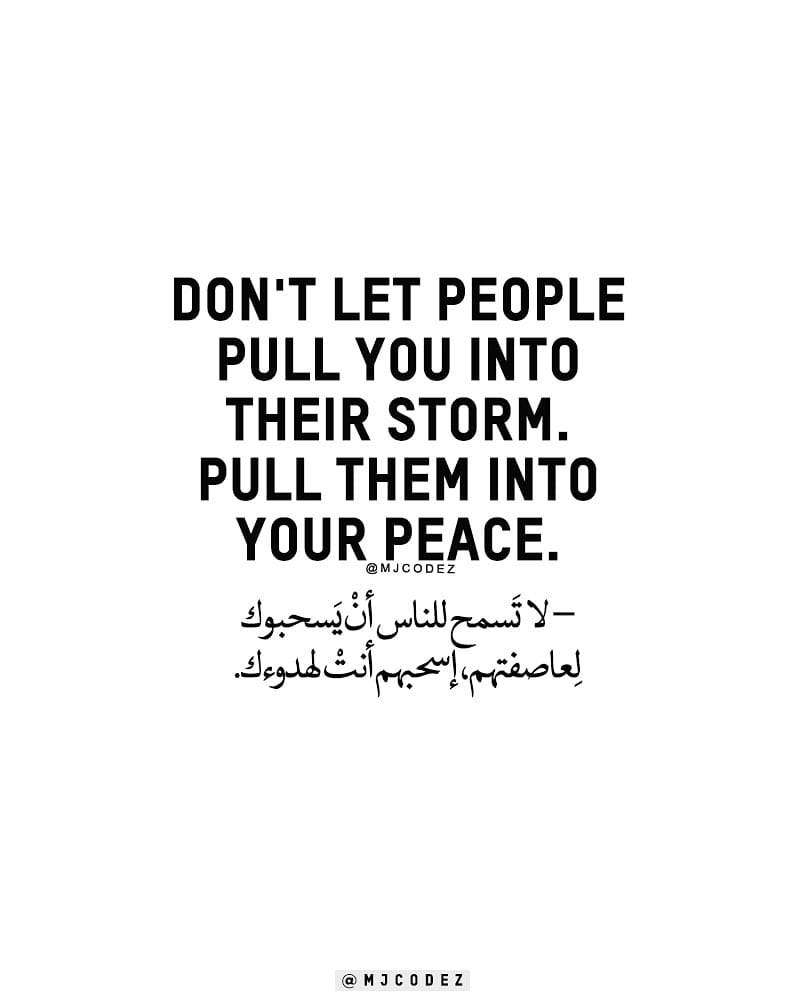 DON'T LET PEOPLE
PULL YOU INTO
THEIR STORM.
PULL THEM INTO
YOUR PEACE.
@MJCODEZ
– لا تَسمح للناس أنْ يَسحبوك
لِعاصفتهم، إسحبهم أنتْ لهدوءك.
@MJCODEZ